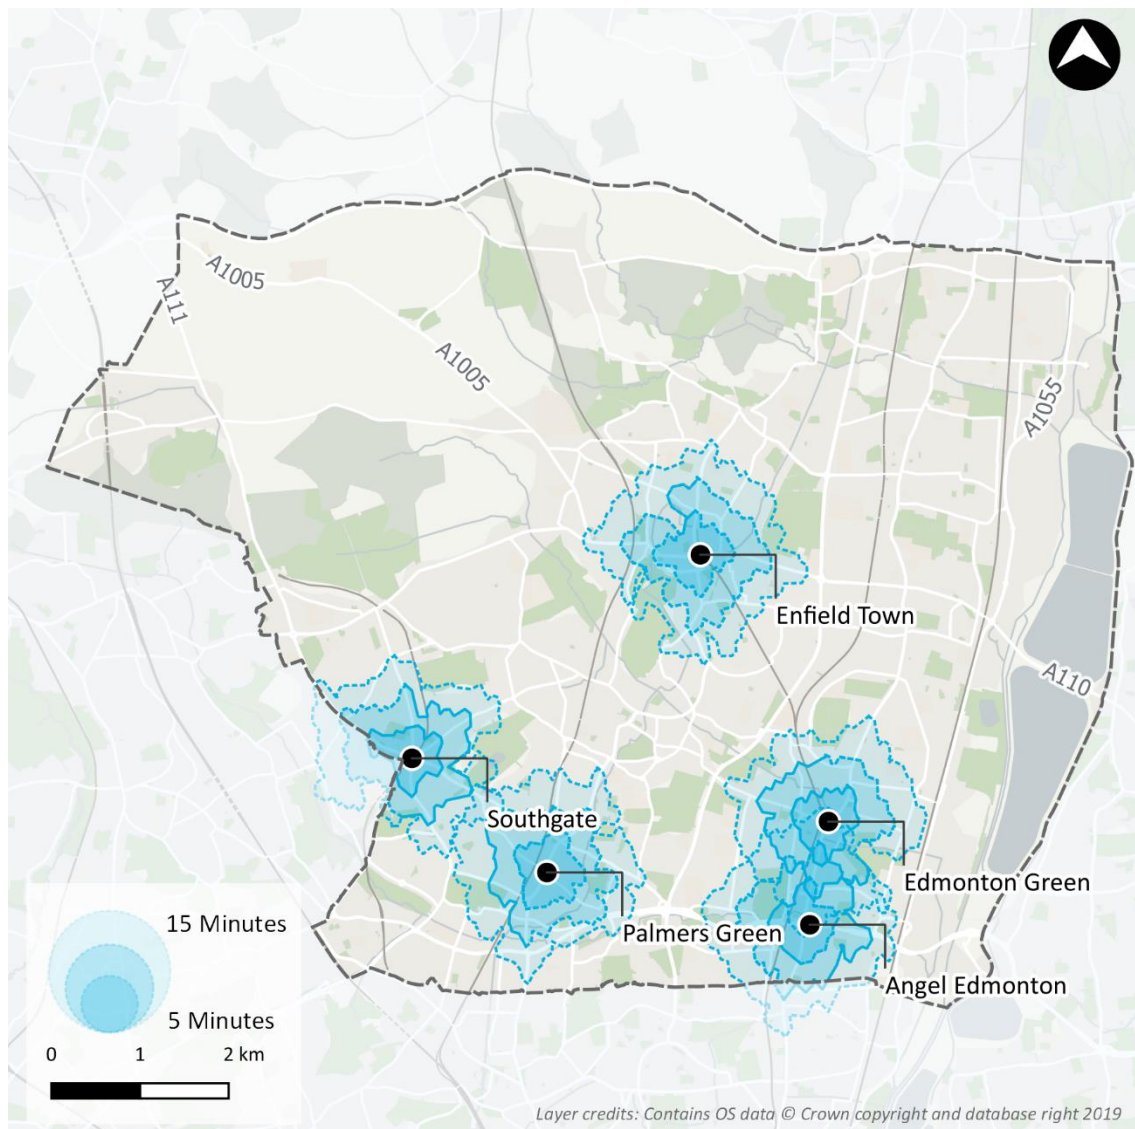 A1005
A111
A1005
A1055
Enfield Town
A110
Southgate
Edmonton Green
Palmers Green
Angel Edmonton
15 Minutes
5 Minutes
0 1 2 km
Layer credits: Contains OS data © Crown copyright and database right 2019